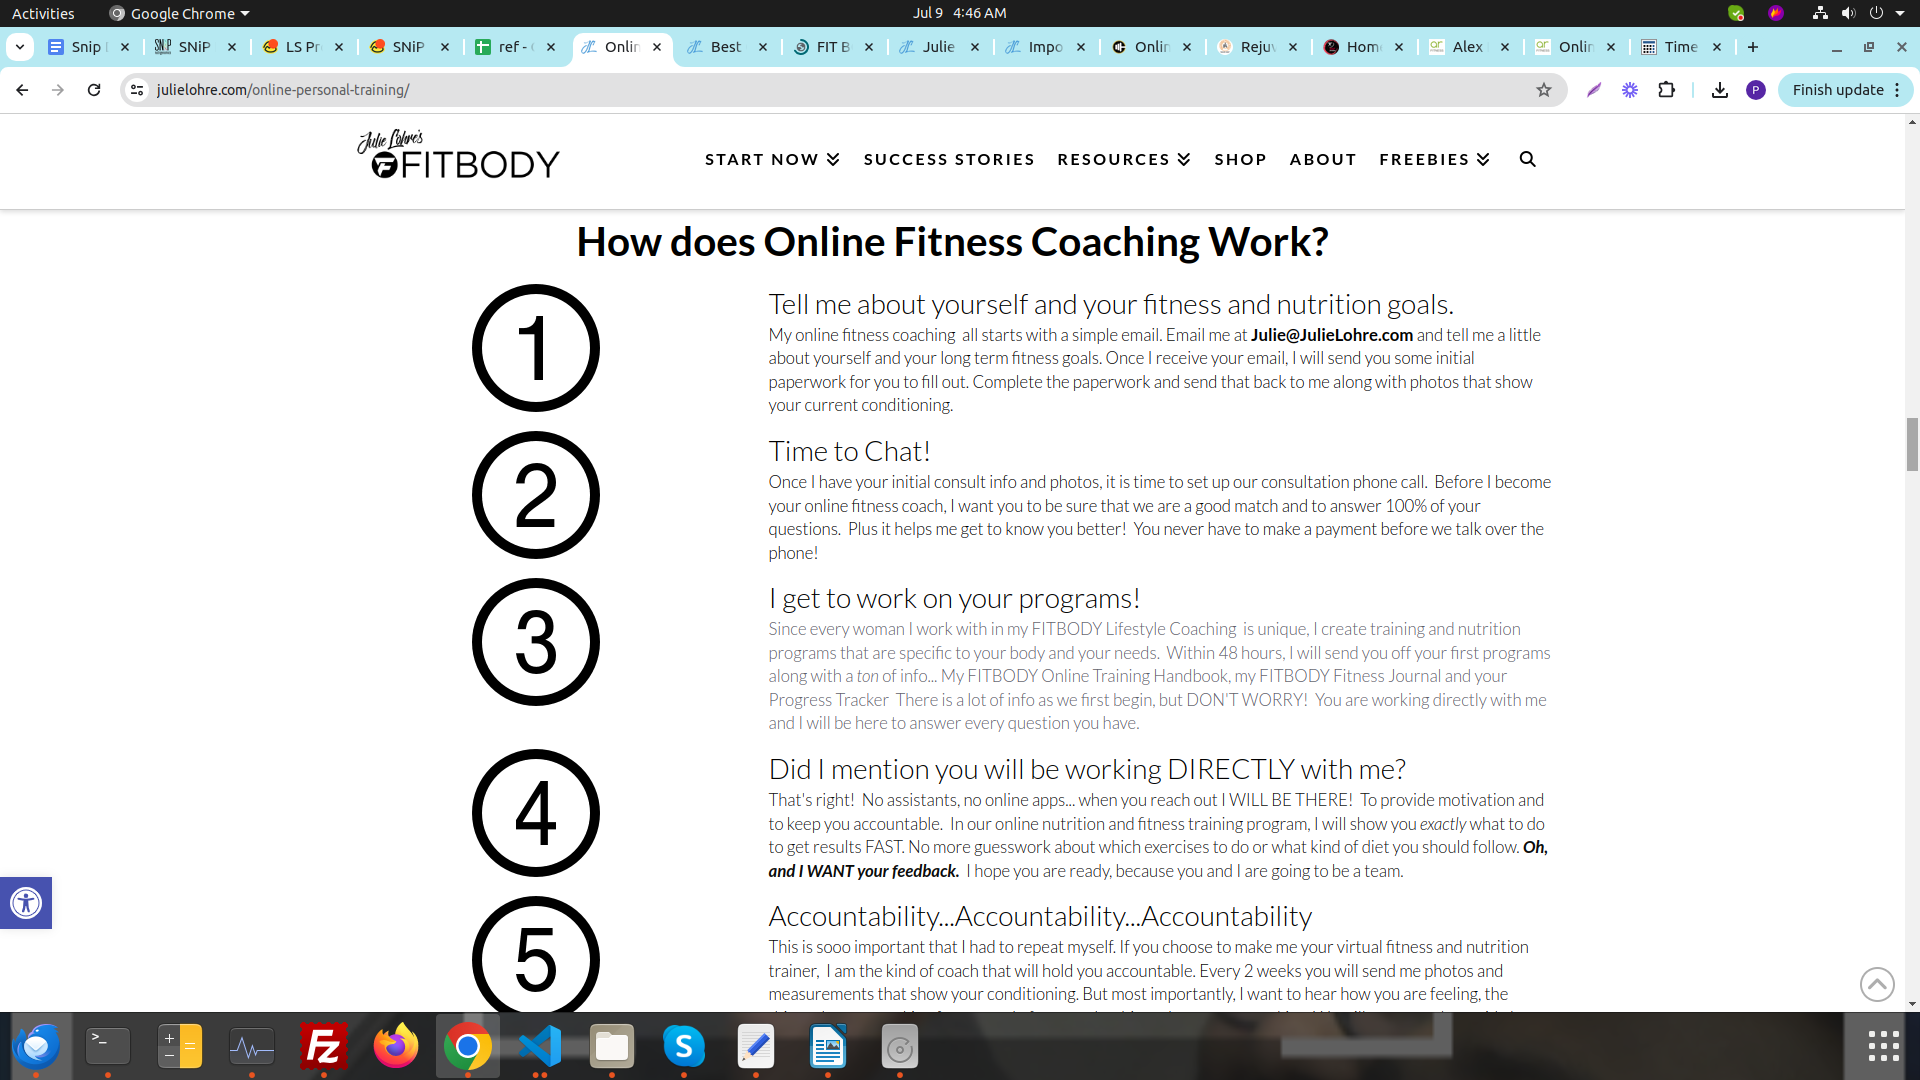 Activities
Google Chrome
Jul 9 4:46 AM
Snip
SNiP
LS Pr
SNiP
ref -
Onlin
Best
FIT B
Julie
Impo
Onlin
Reju
Hom
Alex
Onlin
Time
julielohre.com/online-personal-training/
P
Finish update
Julie Lohre's
FITBODY
START NOW
SUCCESS STORIES
RESOURCES
SHOP
ABOUT
FREEBIES
How does Online Fitness Coaching Work?
1
Tell me about yourself and your fitness and nutrition goals.
My online fitness coaching all starts with a simple email. Email me at Julie@JulieLohre.com and tell me a little
about yourself and your long term fitness goals. Once I receive your email, I will send you some initial
paperwork for you to fill out. Complete the paperwork and send that back to me along with photos that show
your current conditioning.
2
Time to Chat!
Once I have your initial consult info and photos, it is time to set up our consultation phone call. Before I become
your online fitness coach, I want you to be sure that we are a good match and to answer 100% of your
questions. Plus it helps me get to know you better! You never have to make a payment before we talk over the
phone!
3
I get to work on your programs!
Since every woman I work with in my FITBODY Lifestyle Coaching is unique, I create training and nutrition
programs that are specific to your body and your needs. Within 48 hours, I will send you off your first programs
along with a ton of info... My FITBODY Online Training Handbook, my FITBODY Fitness Journal and your
Progress Tracker There is a lot of info as we first begin, but DON'T WORRY! You are working directly with me
and I will be here to answer every question you have.
4
Did I mention you will be working DIRECTLY with me?
That's right! No assistants, no online apps... when you reach out I WILL BE THERE! To provide motivation and
to keep you accountable. In our online nutrition and fitness training program, I will show you exactly what to do
to get results FAST. No more guesswork about which exercises to do or what kind of diet you should follow. Oh,
and I WANT your feedback. I hope you are ready, because you and I are going to be a team.
5
Accountability...Accountability...Accountability
This is sooo important that I had to repeat myself. If you choose to make me your virtual fitness and nutrition
trainer, I am the kind of coach that will hold you accountable. Every 2 weeks you will send me photos and
measurements that show your conditioning. But most importantly, I want to hear how you are feeling, the